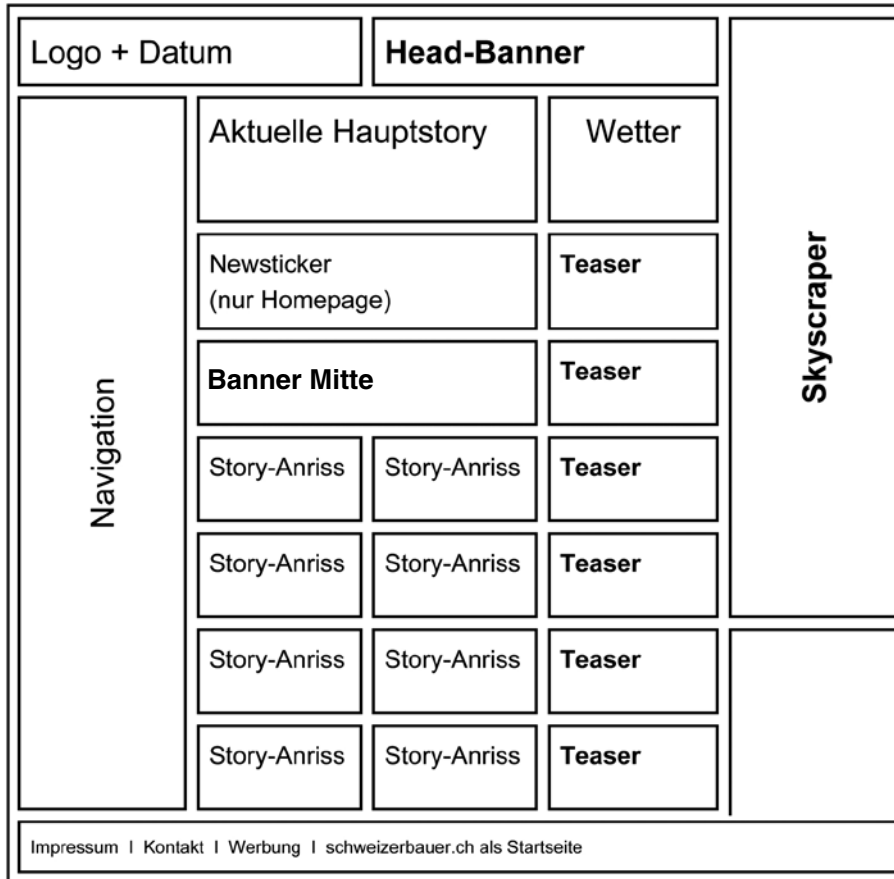 Logo + Datum
Head-Banner
Aktuelle Hauptstory
Wetter
Newsticker
(nur Homepage)
Teaser
Skyscraper
Navigation
Banner Mitte
Teaser
Story-Anriss
Story-Anriss
Teaser
Story-Anriss
Story-Anriss
Teaser
Story-Anriss
Story-Anriss
Teaser
Story-Anriss
Story-Anriss
Teaser
Impressum I Kontakt I Werbung I schweizerbauer.ch als Startseite